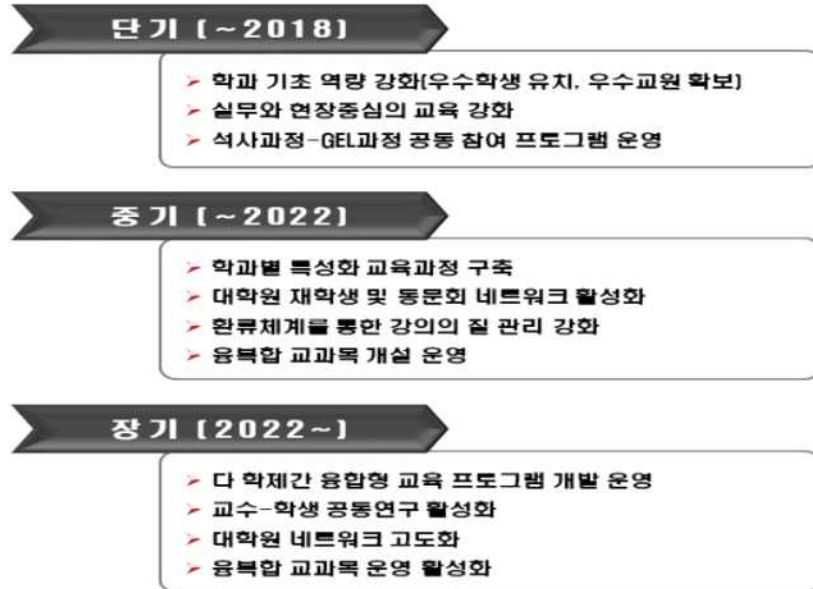 단기 (~2018)
➢ 학과 기초 역량 강화(우수학생 유치, 우수교원 확보)
➢ 실무와 현장중심의 교육 강화
➢ 석사과정-GEL과정 공동 참여 프로그램 운영
중기 (~2022)
➢ 학과별 특성화 교육과정 구축
➢ 대학원 재학생 및 동문회 네트워크 활성화
➢ 환류체계를 통한 강의의 질 관리 강화
➢ 융복합 교과목 개설 운영
장기 (2022~)
➢ 다 학제간 융합형 교육 프로그램 개발 운영
➢ 교수-학생 공동연구 활성화
➢ 대학원 네트워크 고도화
➢ 융복합 교과목 운영 활성화